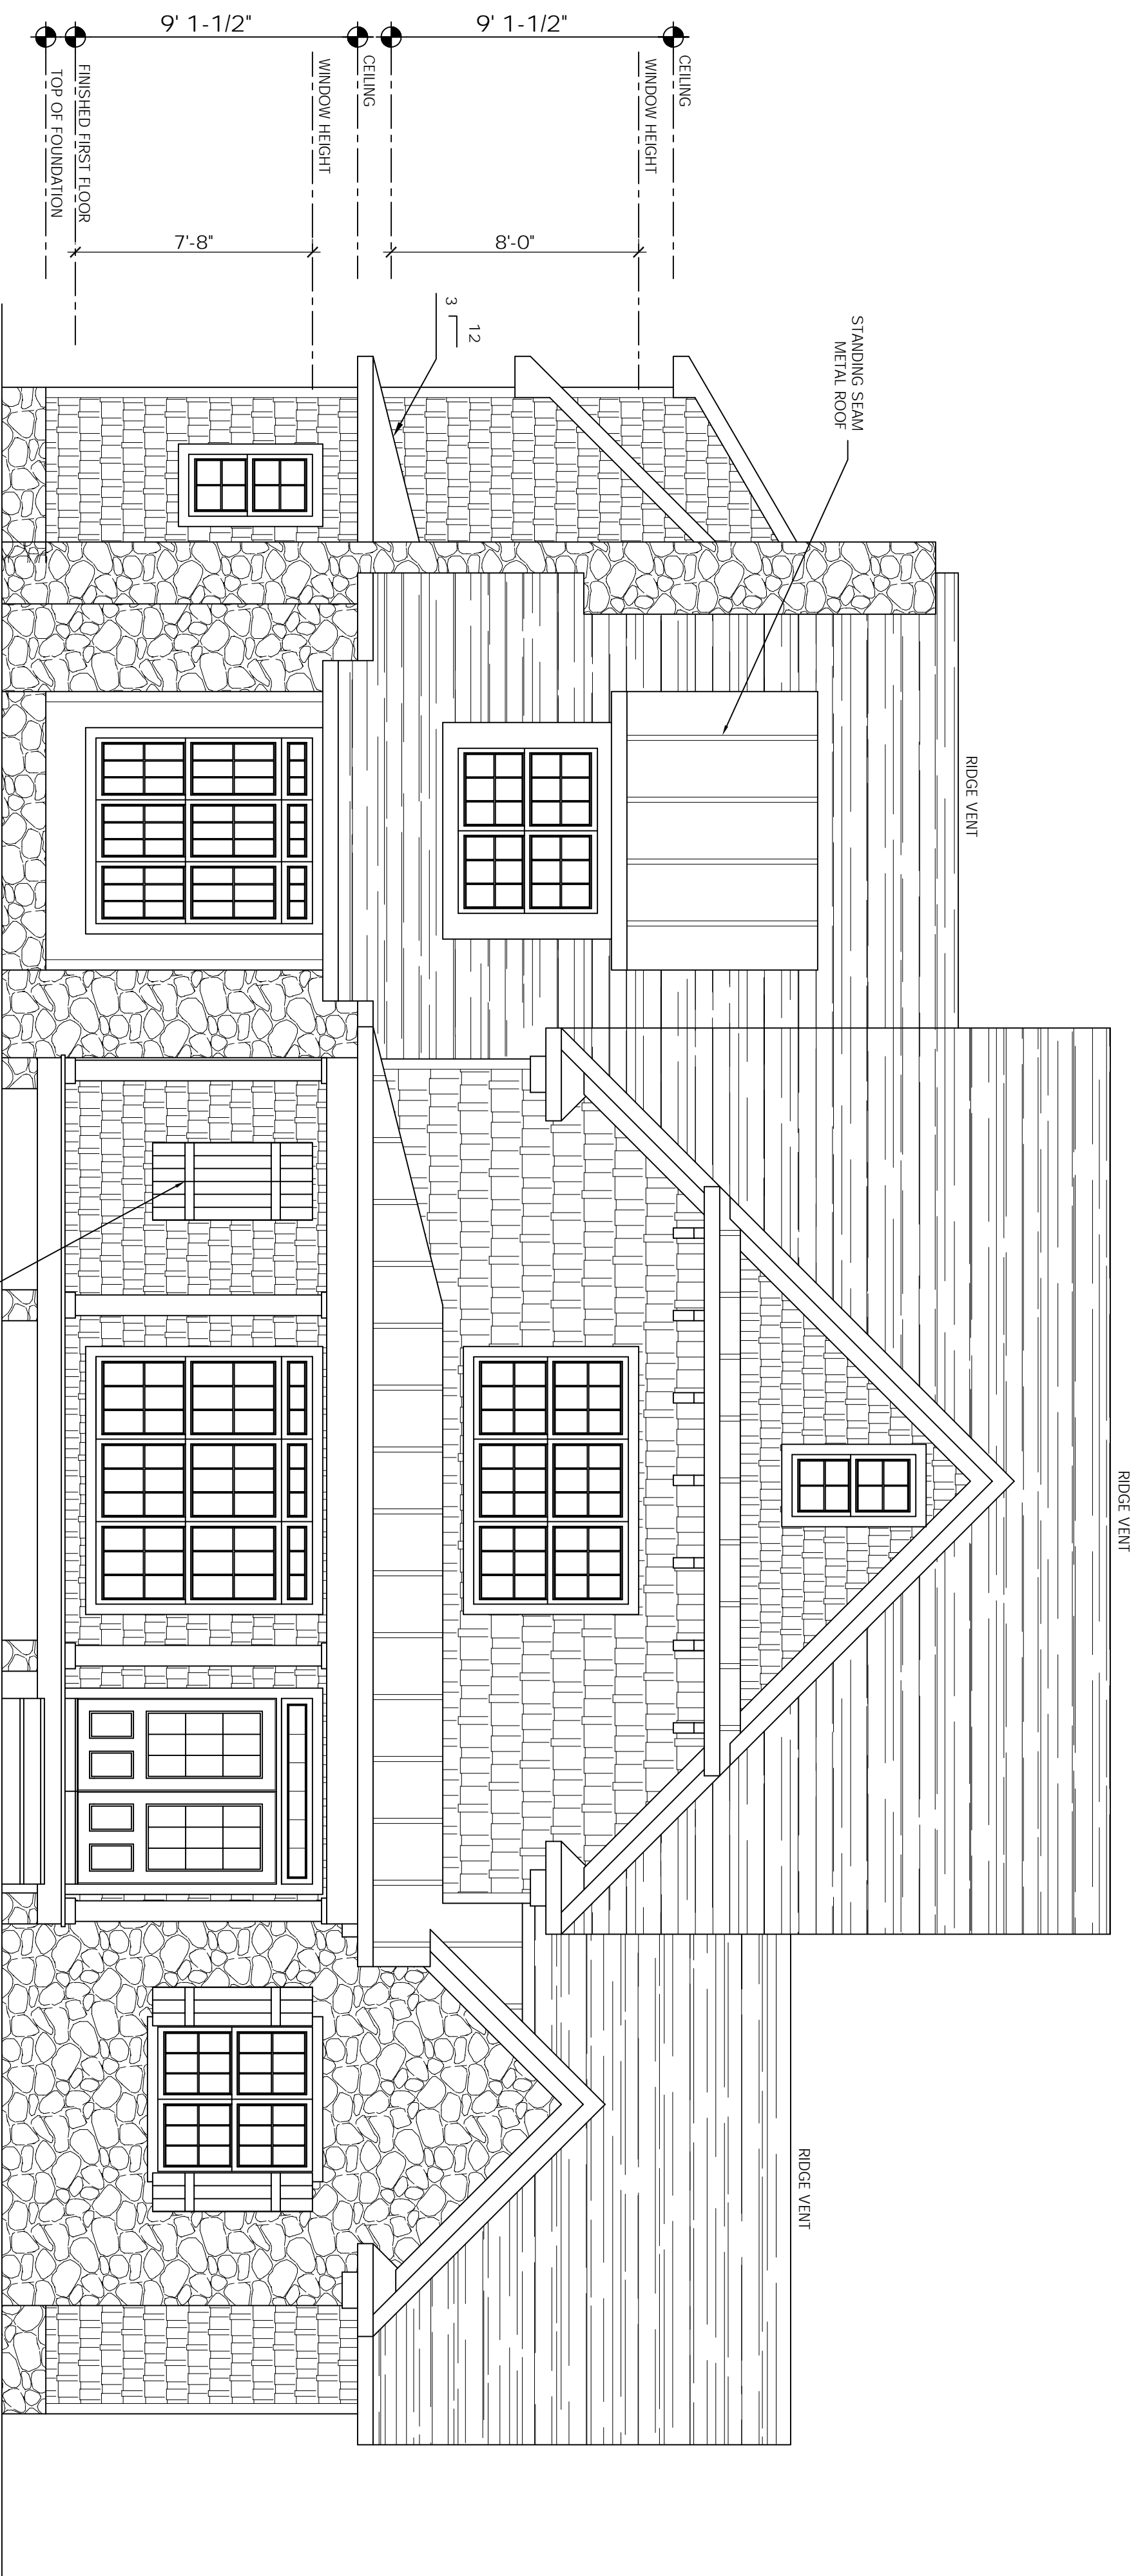 RIDGE VENT
RIDGE VENT
RIDGE VENT
STANDING SEAM
METAL ROOF
CEILING
WINDOW HEIGHT
9' 1-1/2"
8'-0"
12
3
CEILING
WINDOW HEIGHT
9' 1-1/2"
7'-8"
FINISHED FIRST FLOOR
TOP OF FOUNDATION